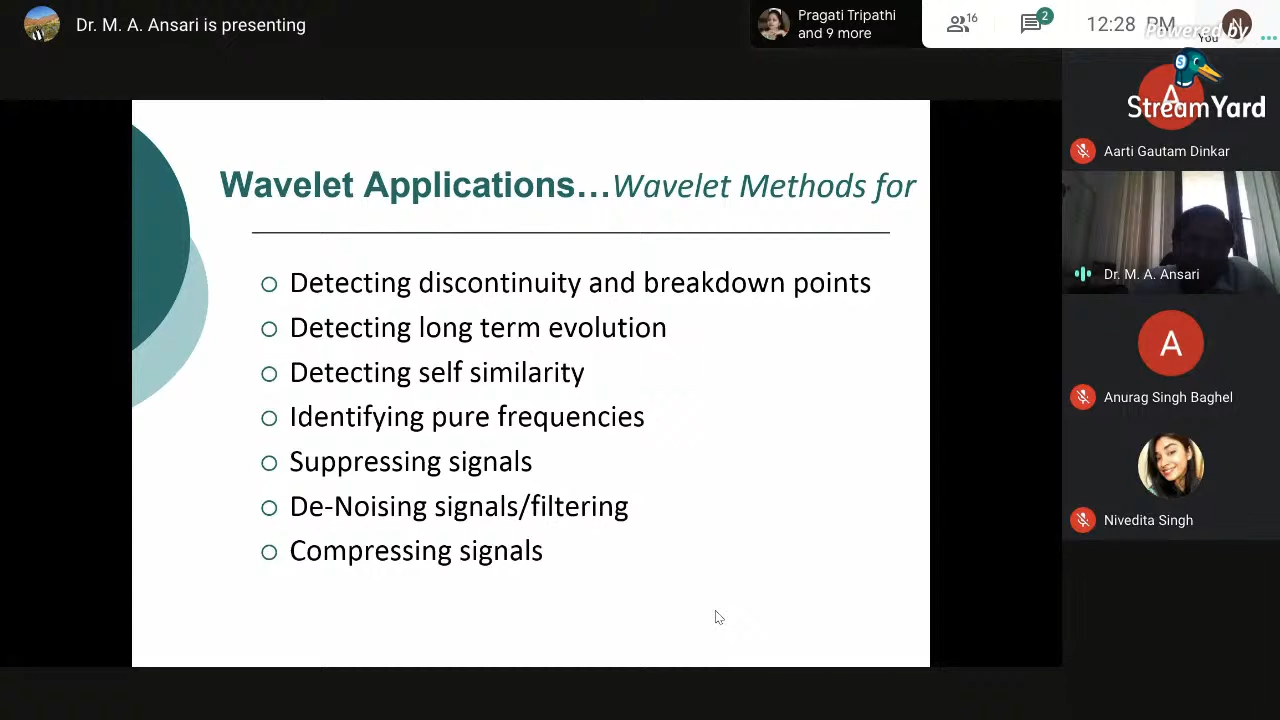 Dr. M. A. Ansari is presenting
Pragati Tripathi
and 9 more
16
2
12:28 PM
N
You
Powered by
S
A
StreamYard
Aarti Gautam Dinkar
Wavelet Applications...Wavelet Methods for
Detecting discontinuity and breakdown points
Detecting long term evolution
Detecting self similarity
Identifying pure frequencies
Suppressing signals
De-Noising signals/filtering
Compressing signals
Dr. M. A. Ansari
A
Anurag Singh Baghel
Nivedita Singh